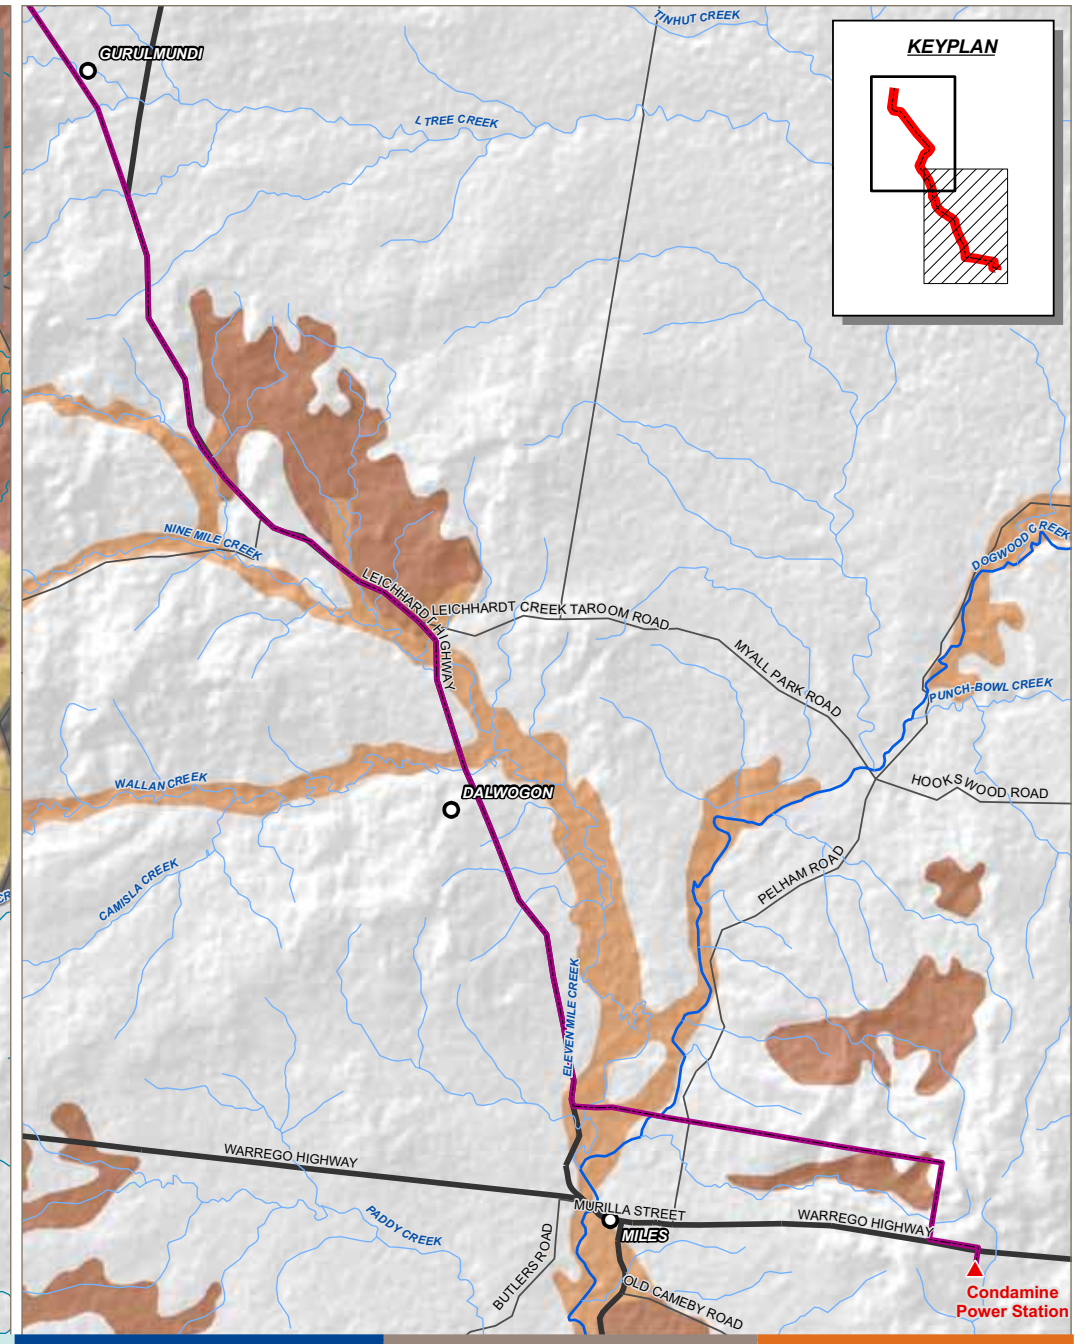 TINHUT CREEK
KEYPLAN
GURULMUNDI
L TREE CREEK
NINE MILE CREEK
DOGWOOD CREEK
LEICHHARDT HIGHWAY
LEICHHARDT CREEK TAROOM ROAD
MYALL PARK ROAD
PUNCH-BOWL CREEK
WALLAN CREEK
DALWOGON
HOOKSWOOD ROAD
CAMISLA CREEK
PELHAM ROAD
ELEVEN MILE CREEK
WARREGO HIGHWAY
MURILLA STREET
WARREGO HIGHWAY
PADDY CREEK
MILES
BUTLERS ROAD
OLD CAMEBY ROAD
Condamine
Power Station